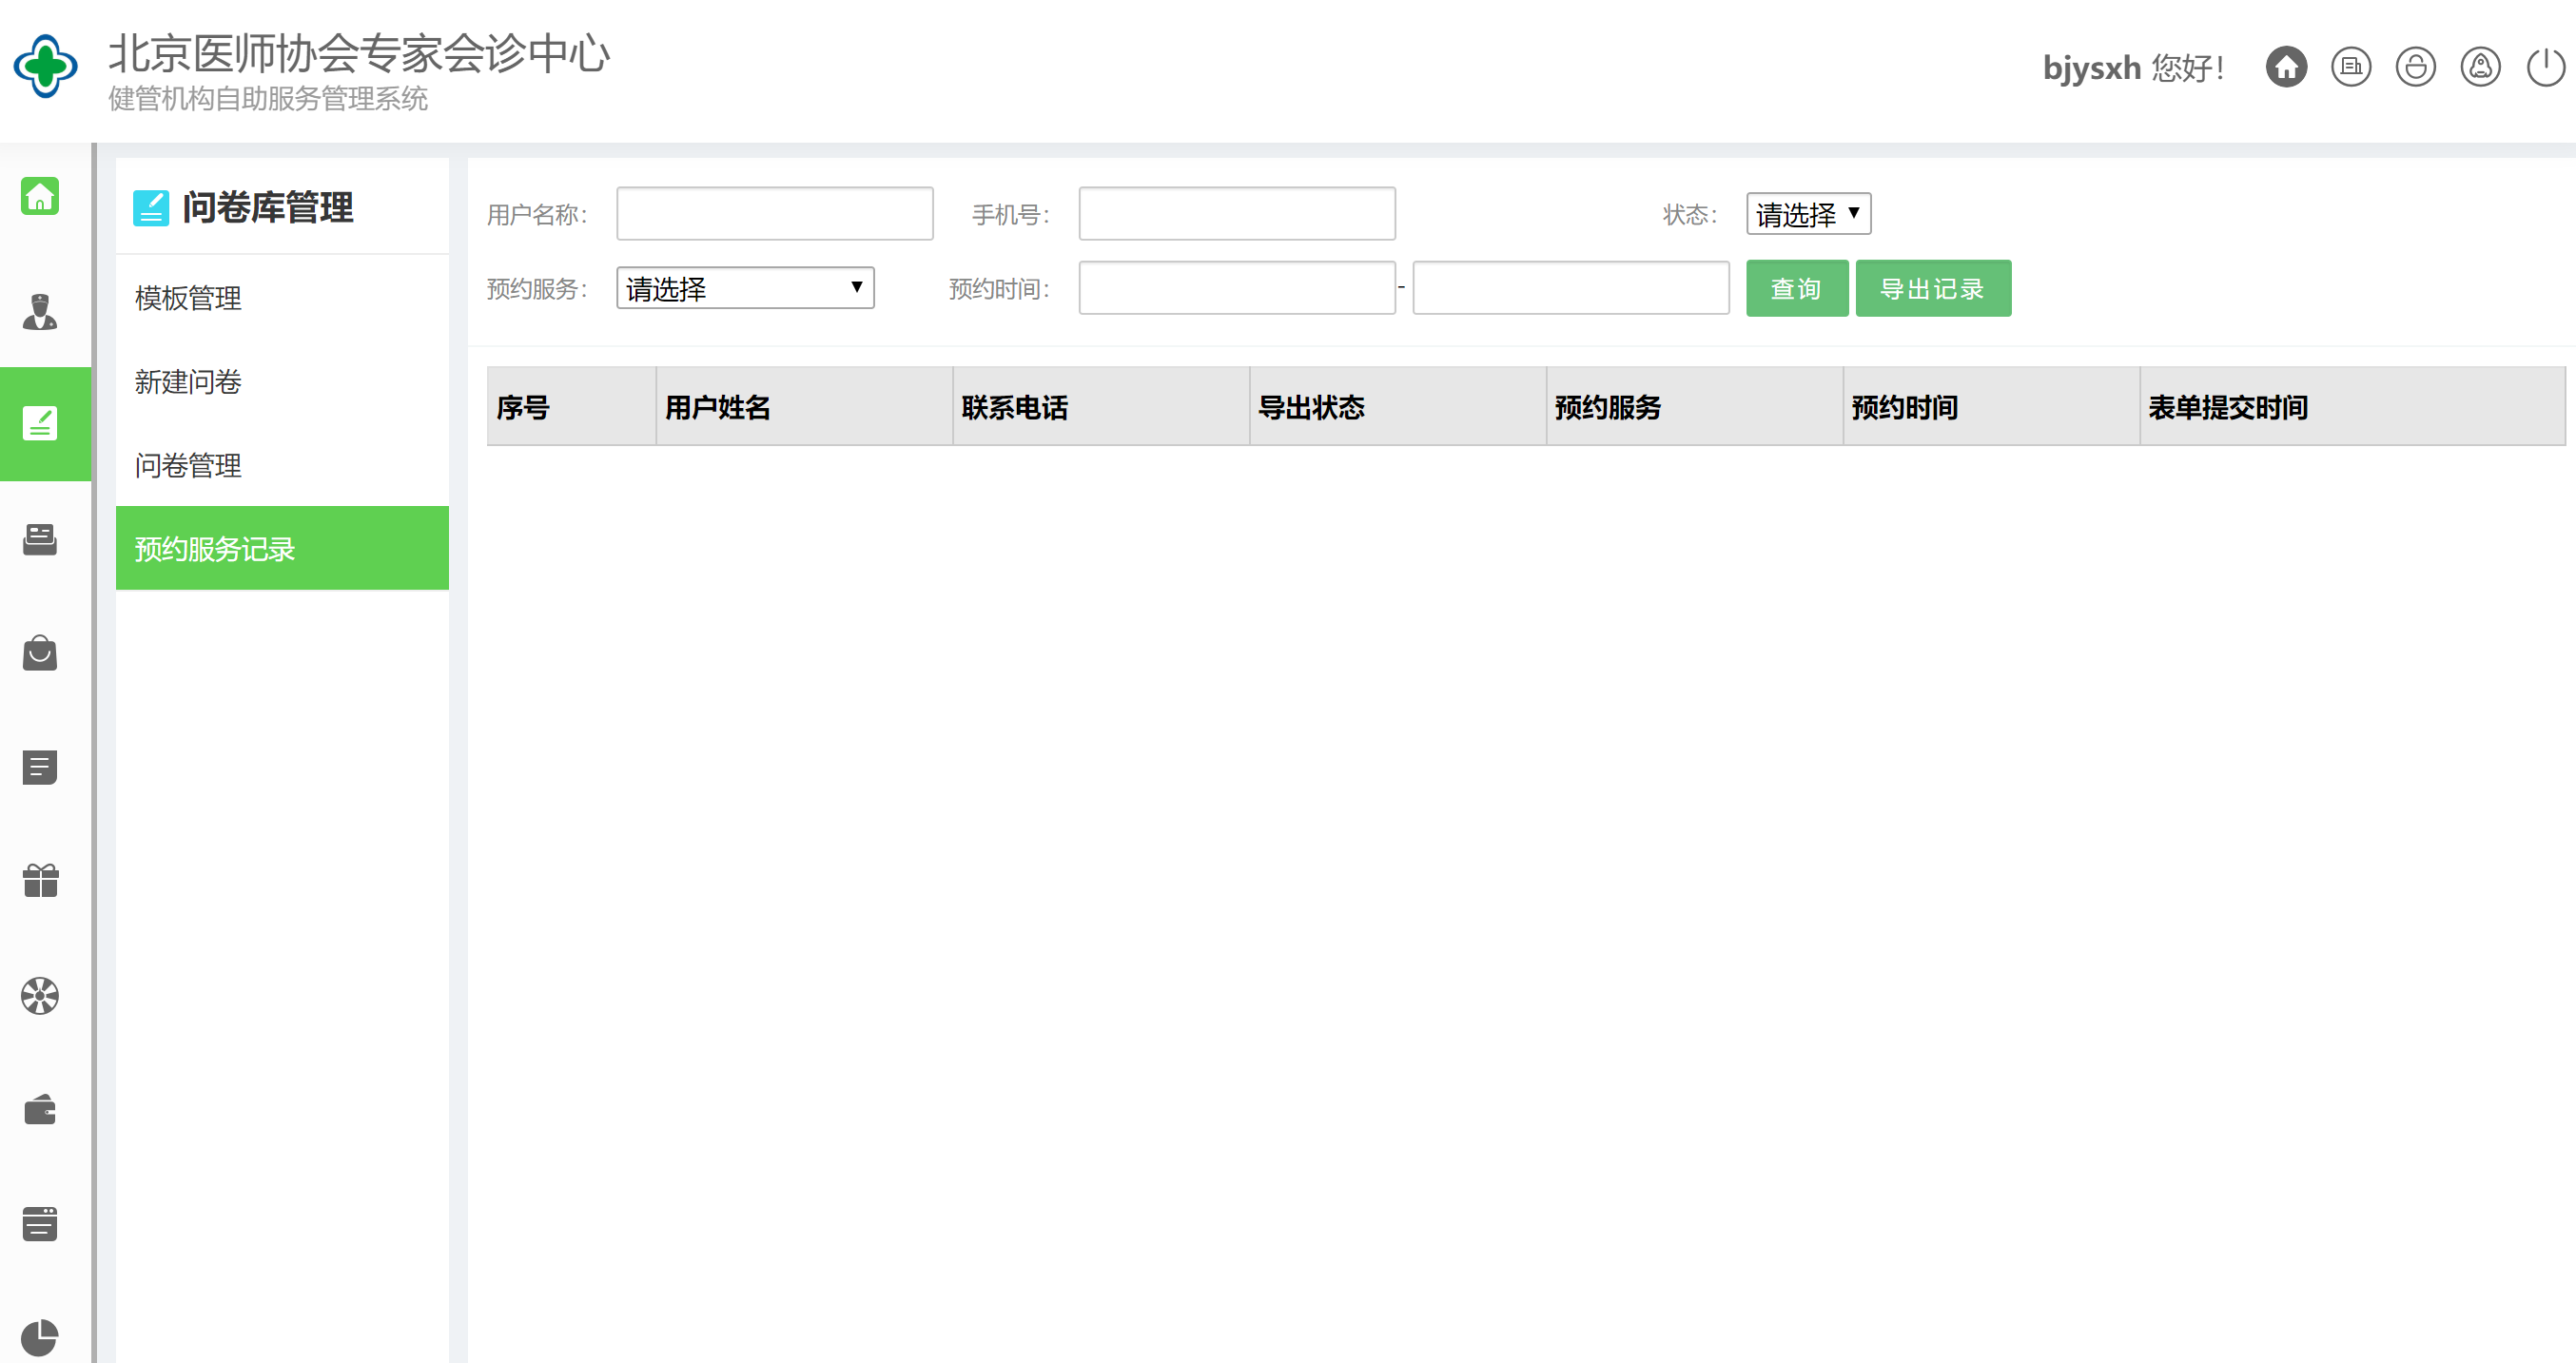 北京医师协会专家会诊中心
健管机构自助服务管理系统
bjysxh 您好！
问卷库管理
模板管理
新建问卷
问卷管理
预约服务记录
用户名称： 手机号： 状态： 请选择
预约服务： 请选择 预约时间： - 查询 导出记录
序号 用户姓名 联系电话 导出状态 预约服务 预约时间 表单提交时间